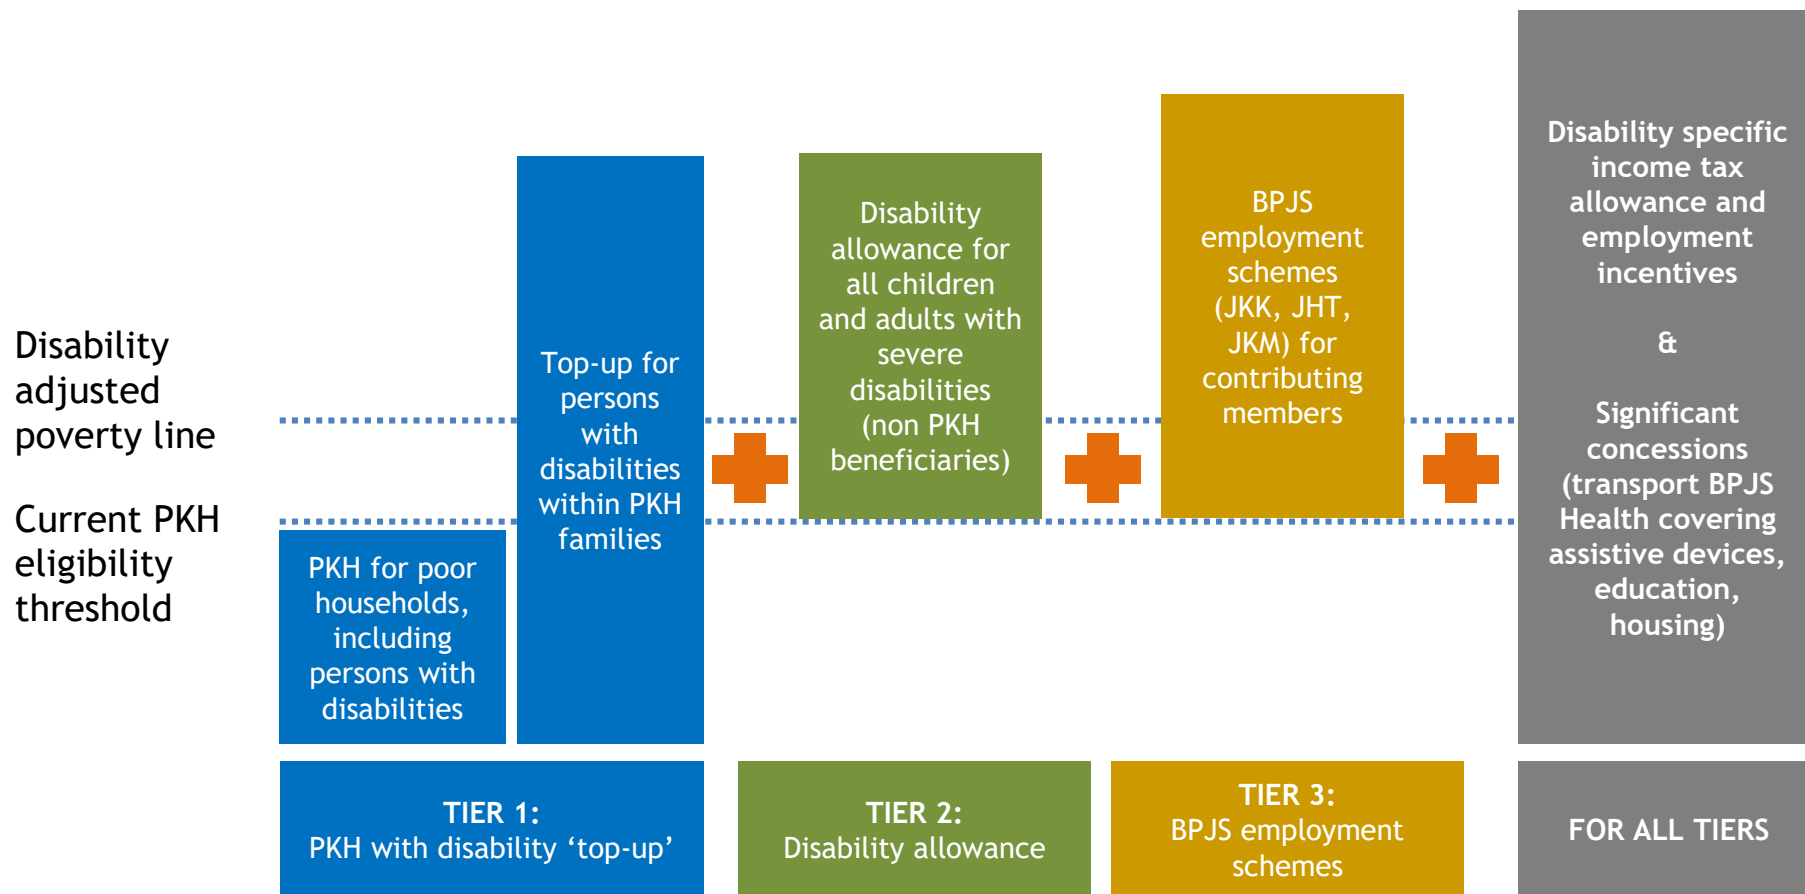 Disability
adjusted
poverty line
Current PKH
eligibility
threshold
PKH for poor
households,
including
persons with
disabilities
Top-up for
persons
with
disabilities
within PKH
families
Disability
allowance for
all children
and adults with
severe
disabilities
(non PKH
beneficiaries)
BPJS
employment
schemes
(JKK, JHT,
JKM) for
contributing
members
Disability specific
income tax
allowance and
employment
incentives
&
Significant
concessions
(transport BPJS
Health covering
assistive devices,
education,
housing)
TIER 1:
PKH with disability ‘top-up’
TIER 2:
Disability allowance
TIER 3:
BPJS employment
schemes
FOR ALL TIERS